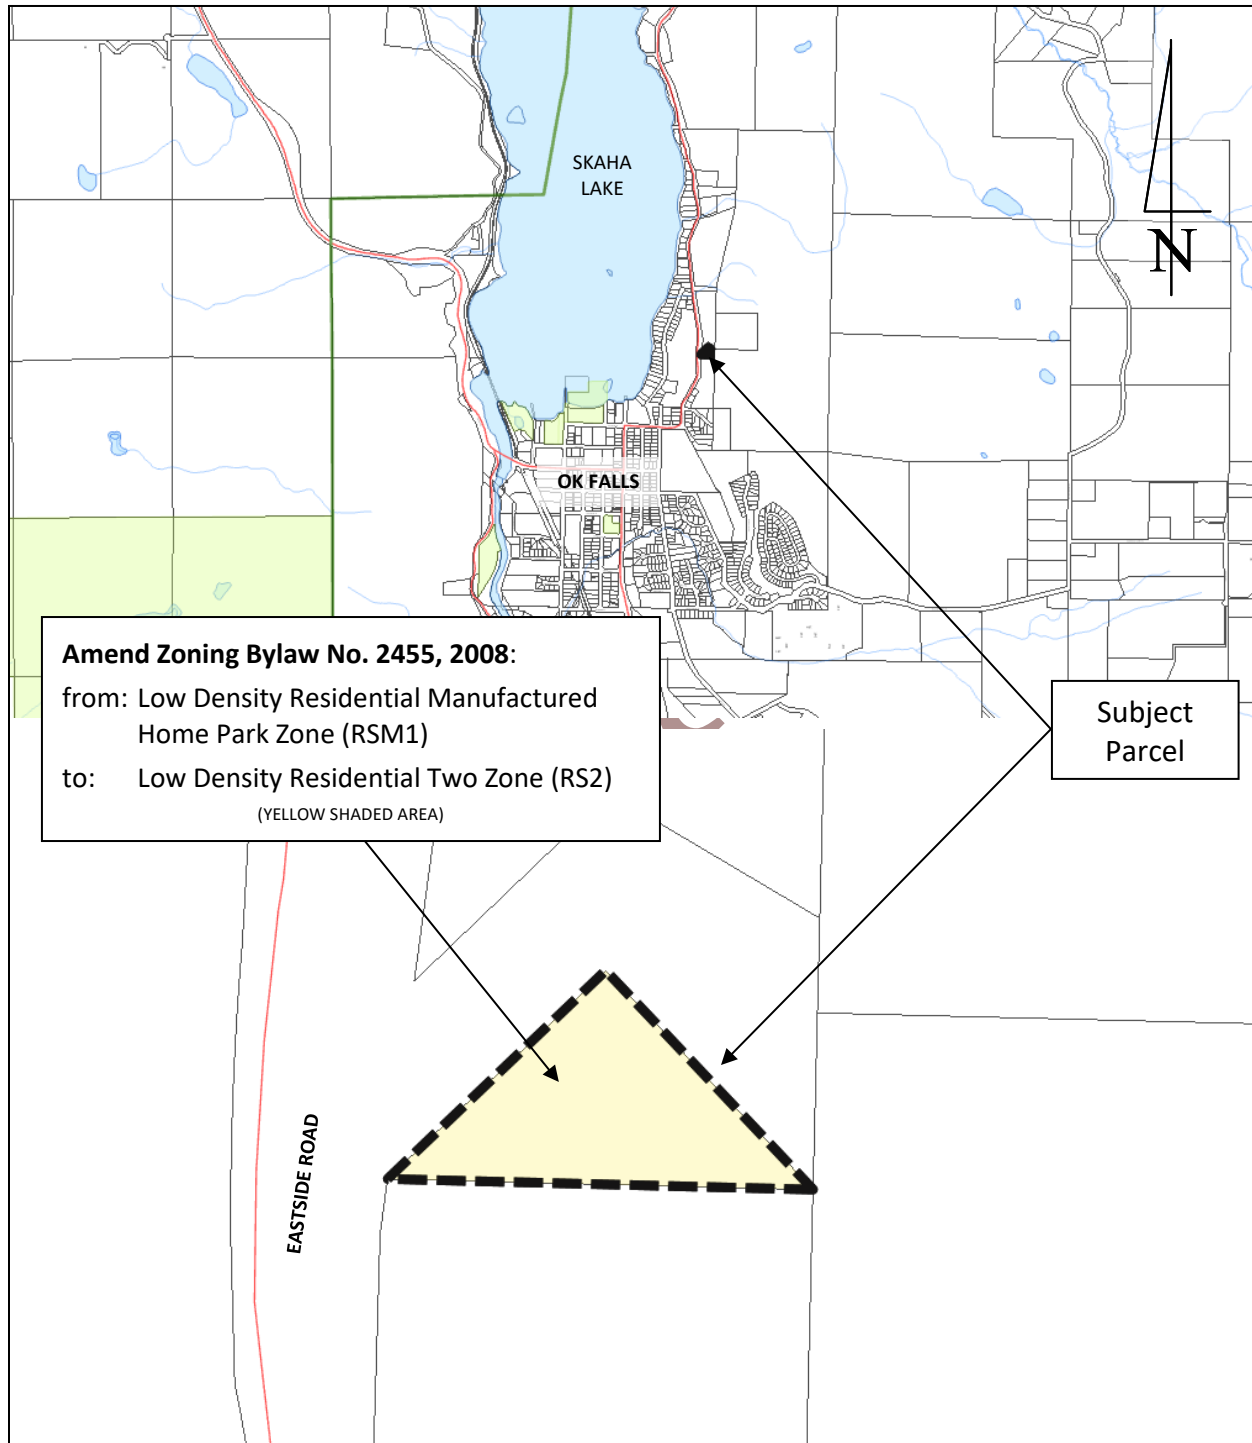 SKAHA
LAKE
N
OK FALLS
Amend Zoning Bylaw No. 2455, 2008:
from: Low Density Residential Manufactured
Home Park Zone (RSM1)
to: Low Density Residential Two Zone (RS2)
(YELLOW SHADED AREA)
Subject
Parcel
EASTSIDE ROAD